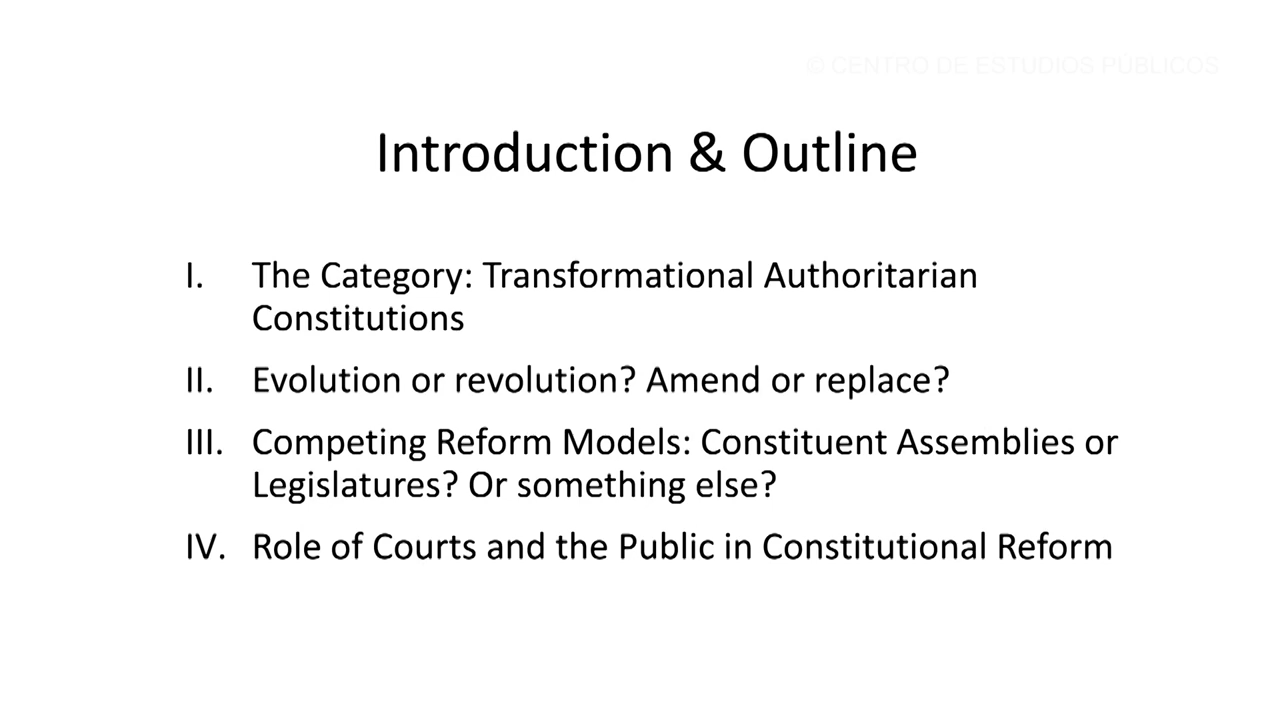 © CENTRO DE ESTUDIOS PÚBLICOS
Introduction & Outline
I. The Category: Transformational Authoritarian
Constitutions
II. Evolution or revolution? Amend or replace?
III. Competing Reform Models: Constituent Assemblies or
Legislatures? Or something else?
IV. Role of Courts and the Public in Constitutional Reform